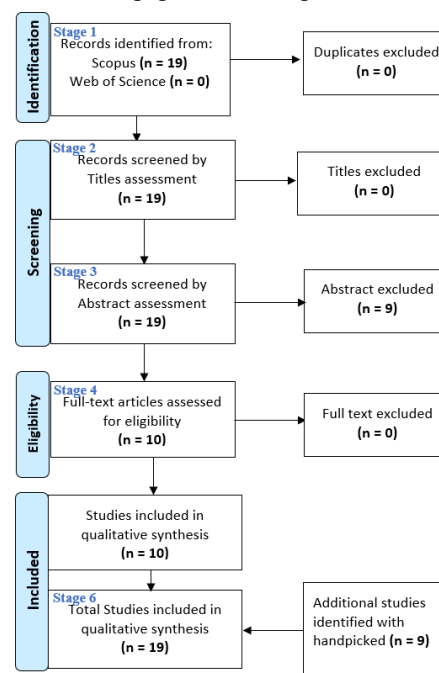 Identification
Stage 1
Records identified from:
Scopus (n = 19)
Web of Science (n = 0)
Duplicates excluded
(n = 0)
Screening
Stage 2
Records screened by
Titles assessment
(n = 19)
Titles excluded
(n = 0)
Stage 3
Records screened by
Abstract assessment
(n = 19)
Abstract excluded
(n = 9)
Eligibility
Stage 4
Full-text articles assessed
for eligibility
(n = 10)
Full text excluded
(n = 0)
Included
Studies included in
qualitative synthesis
(n = 10)
Stage 6
Total Studies included in
qualitative synthesis
(n = 19)
Additional studies
identified with
handpicked (n = 9)